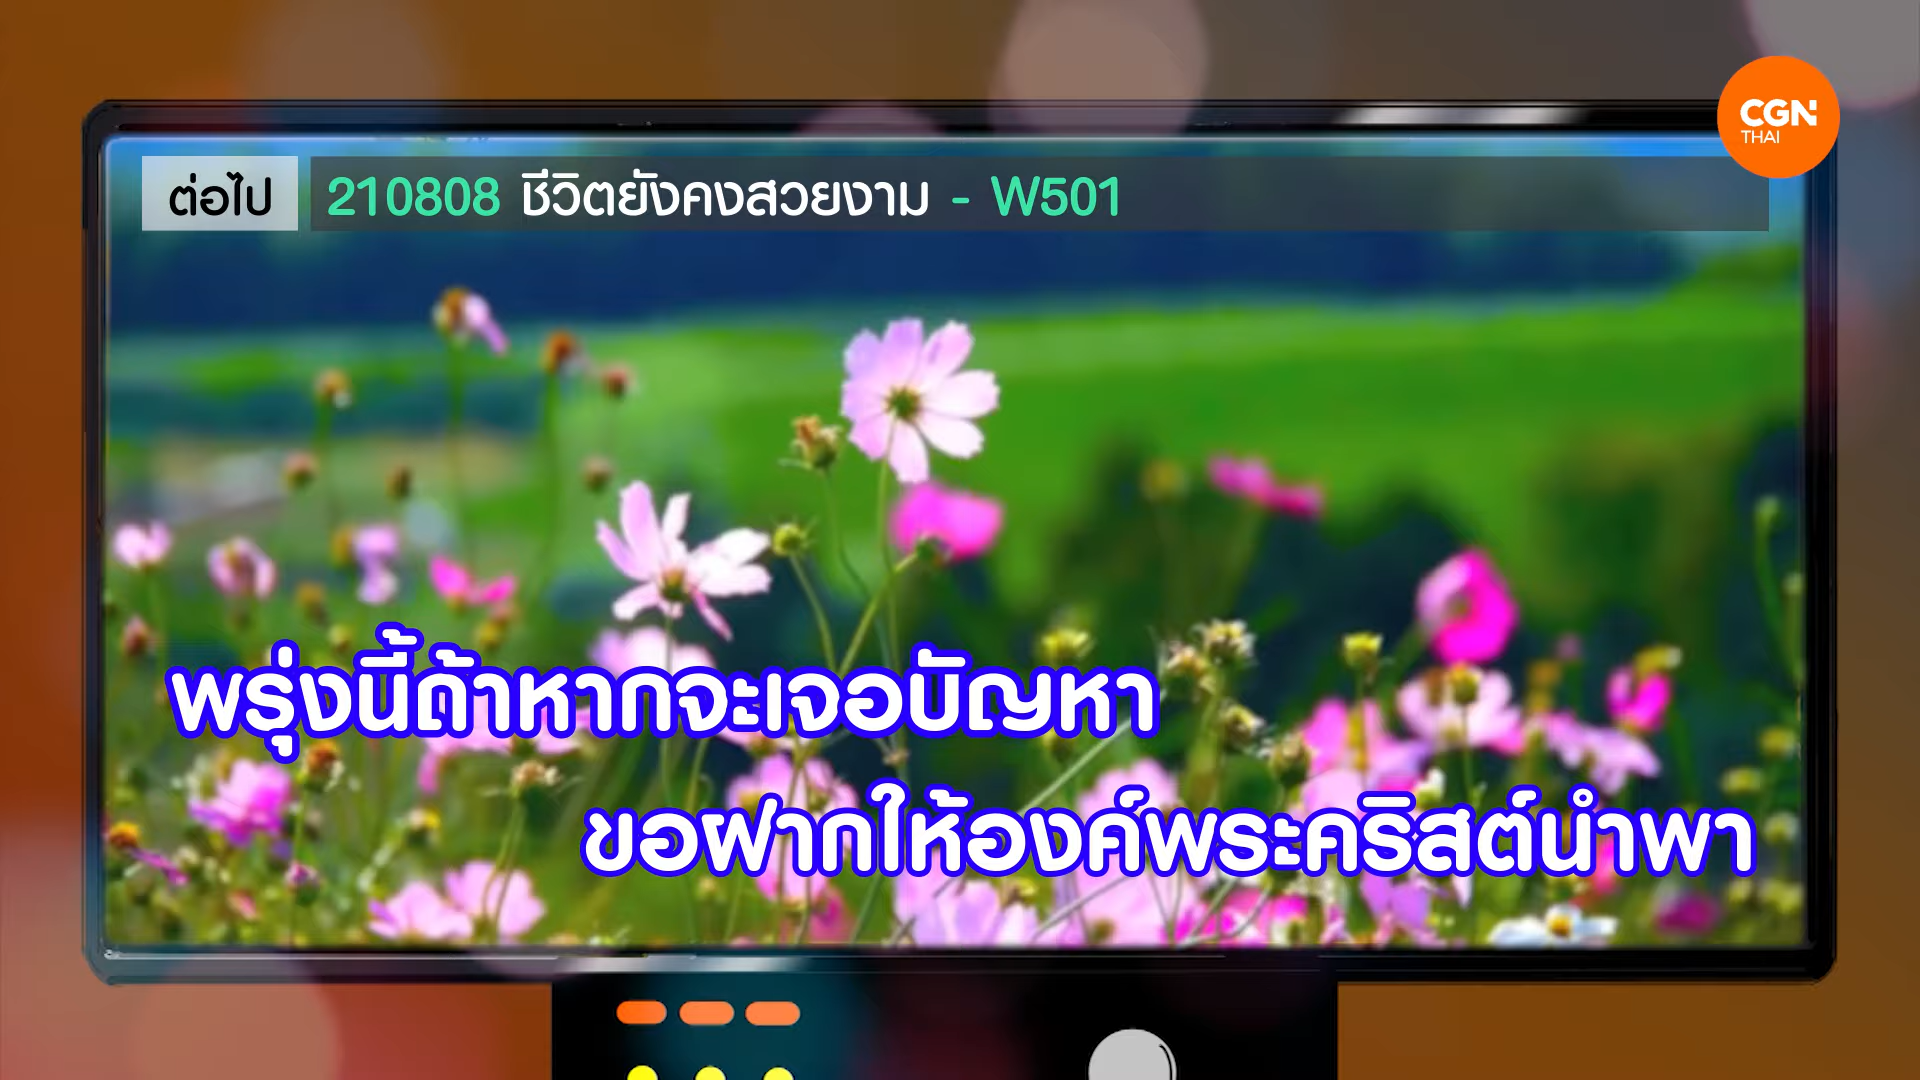 CGN
THAI
ต่อไป 210808 ชีวิตยังคงสวยงาม - W501
พรุ่งนี้ถ้าหากจะเจอปัญหา
ขอฝากให้องค์พระคริสต์นำพา